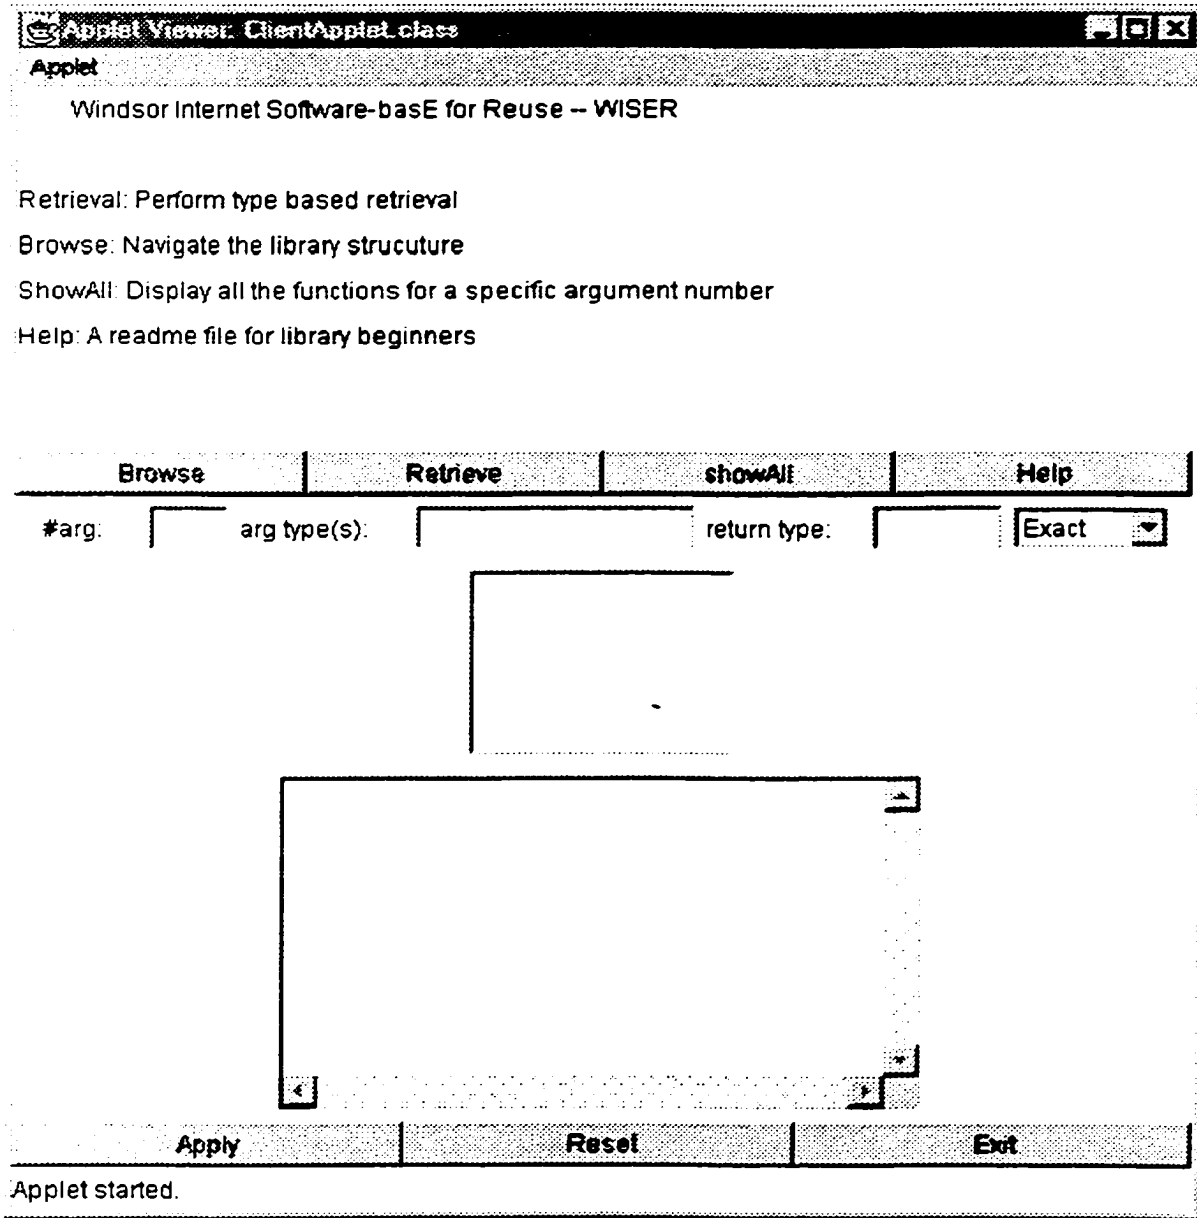 Applet Viewer: ClientApplet.class
Applet
Windsor Internet Software-basE for Reuse -- WISER
Retrieval: Perform type based retrieval
Browse: Navigate the library strucuture
ShowAll: Display all the functions for a specific argument number
Help: A readme file for library beginners
Browse Retrieve showAll Help
#arg: arg type(s): return type: Exact
Apply Reset Exit
Applet started.